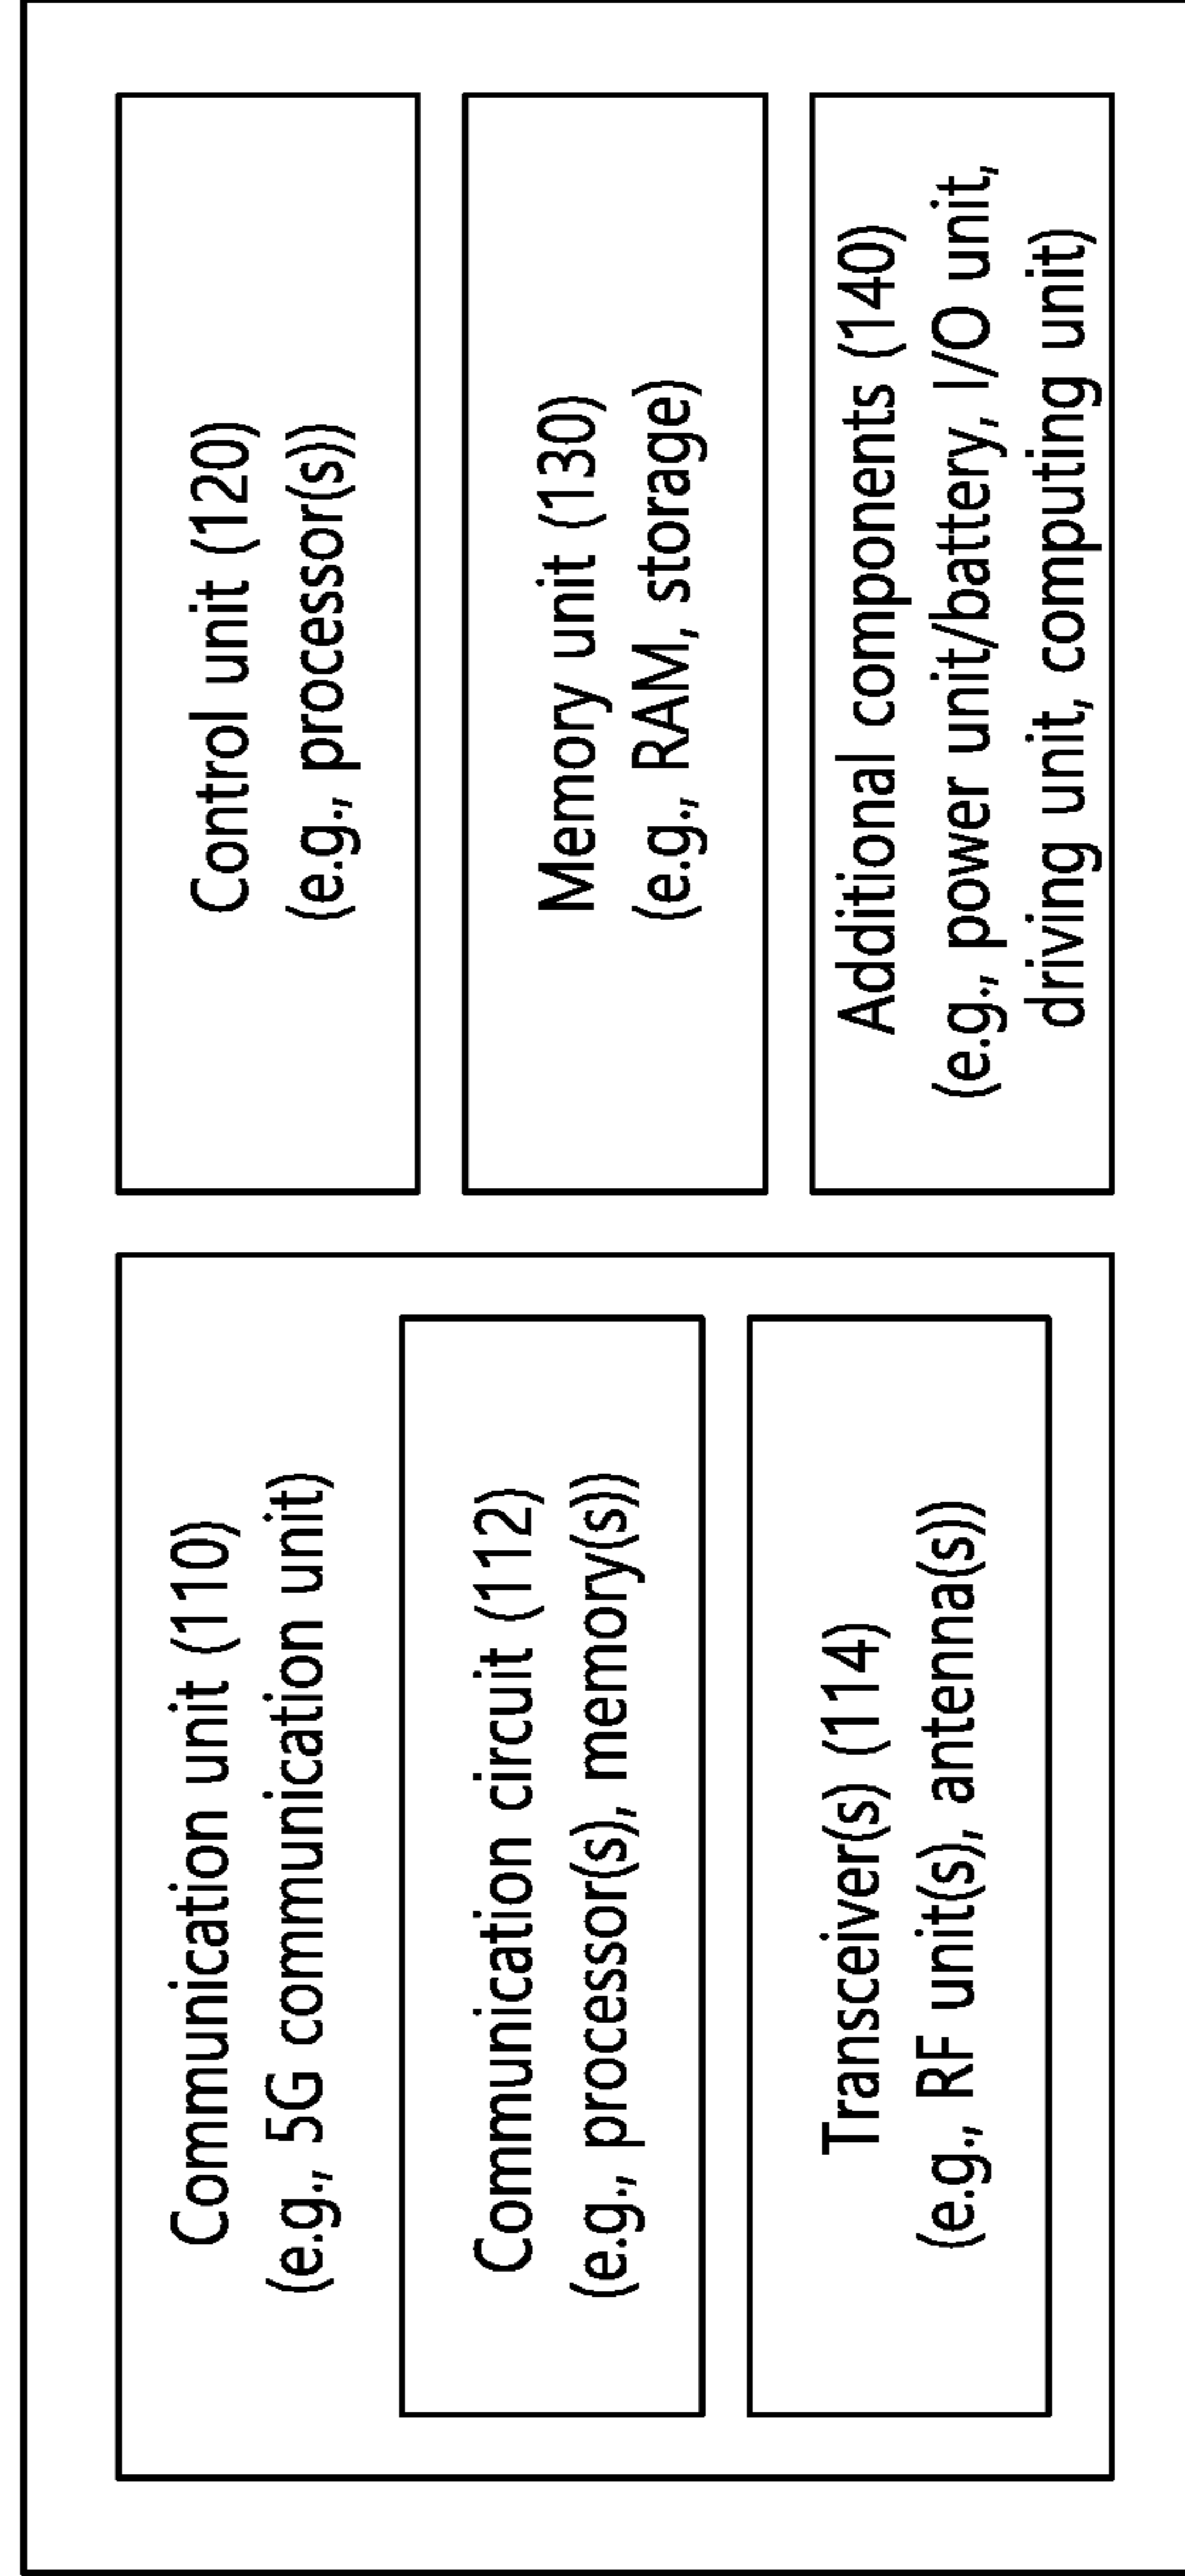 Communication unit (110)
(e.g., 5G communication unit)
Communication circuit (112)
(e.g., processor(s), memory(s))
Transceiver(s) (114)
(e.g., RF unit(s), antenna(s))
Control unit (120)
(e.g., processor(s))
Memory unit (130)
(e.g., RAM, storage)
Additional components (140)
(e.g., power unit/battery, I/O unit,
driving unit, computing unit)